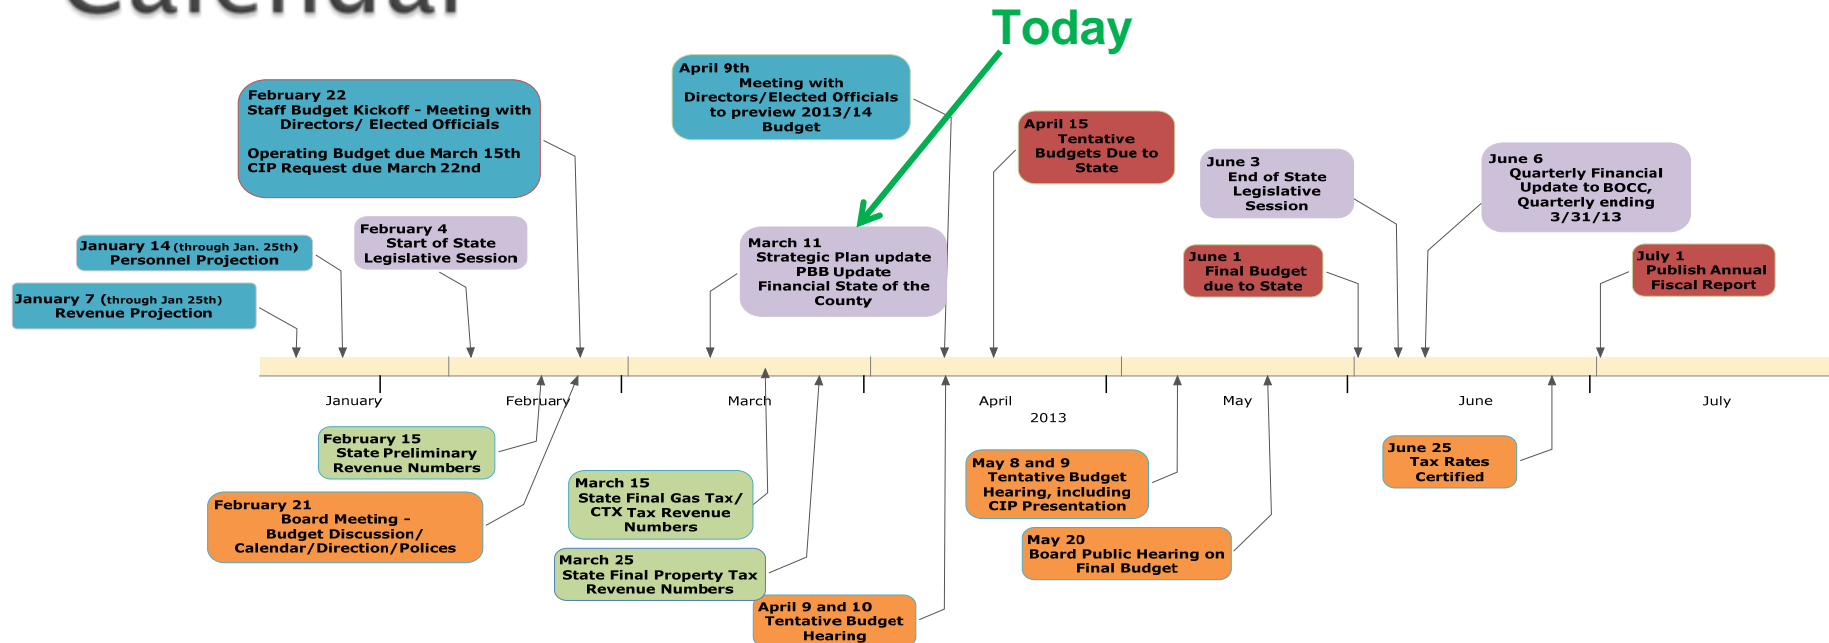 Calendar
Today
April 9th
Meeting with
Directors/Elected Officials
to preview 2013/14
Budget
February 22
Staff Budget Kickoff - Meeting with
Directors/ Elected Officials
Operating Budget due March 15th
CIP Request due March 22nd
April 15
Tentative
Budgets Due to
State
June 3
End of State
Legislative
Session
June 6
Quarterly Financial
Update to BOCC,
Quarterly ending
3/31/13
February 4
Start of State
Legislative Session
January 14 (through Jan. 25th)
Personnel Projection
March 11
Strategic Plan update
PBB Update
Financial State of the
County
June 1
Final Budget
due to State
July 1
Publish Annual
Fiscal Report
January 7 (through Jan 25th)
Revenue Projection
January
February
March
April
May
June
July
2013
February 15
State Preliminary
Revenue Numbers
February 21
Board Meeting -
Budget Discussion/
Calendar/Direction/Polices
March 15
State Final Gas Tax/
CTX Tax Revenue
Numbers
March 25
State Final Property Tax
Revenue Numbers
April 9 and 10
Tentative Budget
Hearing
May 8 and 9
Tentative Budget
Hearing, including
CIP Presentation
May 20
Board Public Hearing on
Final Budget
June 25
Tax Rates
Certified